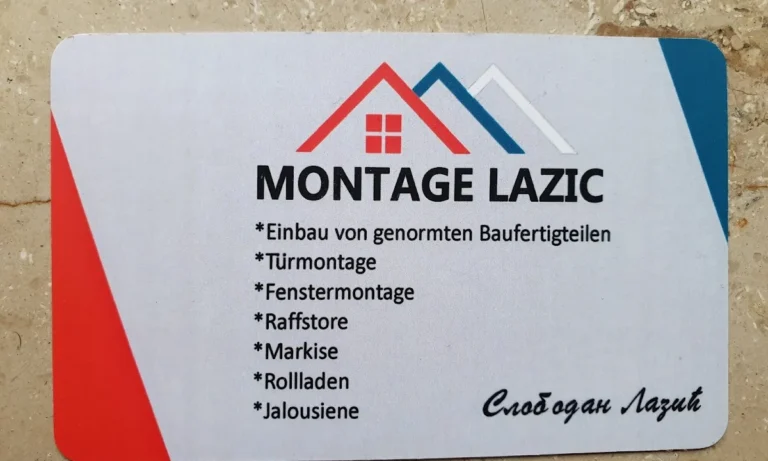 MONTAGE LAZIC
*Einbau von genormten Baufertigteilen
*Türmontage
*Fenstermontage
*Raffstore
*Markise
*Rollladen
*Jalousiene
Слободан Лазић